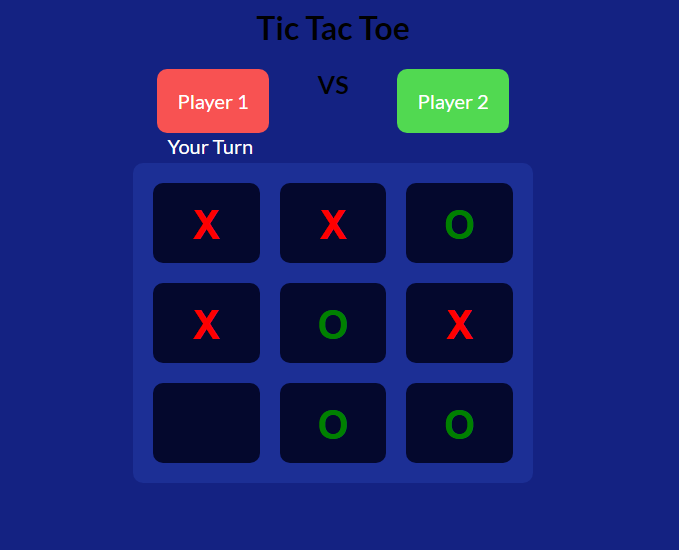 Tic Tac Toe
Player 1 VS Player 2
Your Turn
X X O
X O X
O O